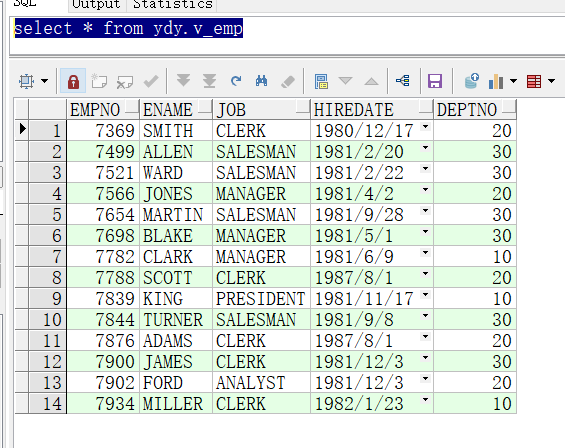 SQL Output Statistics
select * from ydy.v_emp
EMPNO ENAME JOB HIREDATE DEPTNO
1 7369 SMITH CLERK 1980/12/17 20
2 7499 ALLEN SALESMAN 1981/2/20 30
3 7521 WARD SALESMAN 1981/2/22 30
4 7566 JONES MANAGER 1981/4/2 20
5 7654 MARTIN SALESMAN 1981/9/28 30
6 7698 BLAKE MANAGER 1981/5/1 30
7 7782 CLARK MANAGER 1981/6/9 10
8 7788 SCOTT CLERK 1987/8/1 20
9 7839 KING PRESIDENT 1981/11/17 10
10 7844 TURNER SALESMAN 1981/9/8 30
11 7876 ADAMS CLERK 1987/8/1 20
12 7900 JAMES CLERK 1981/12/3 30
13 7902 FORD ANALYST 1981/12/3 20
14 7934 MILLER CLERK 1982/1/23 10